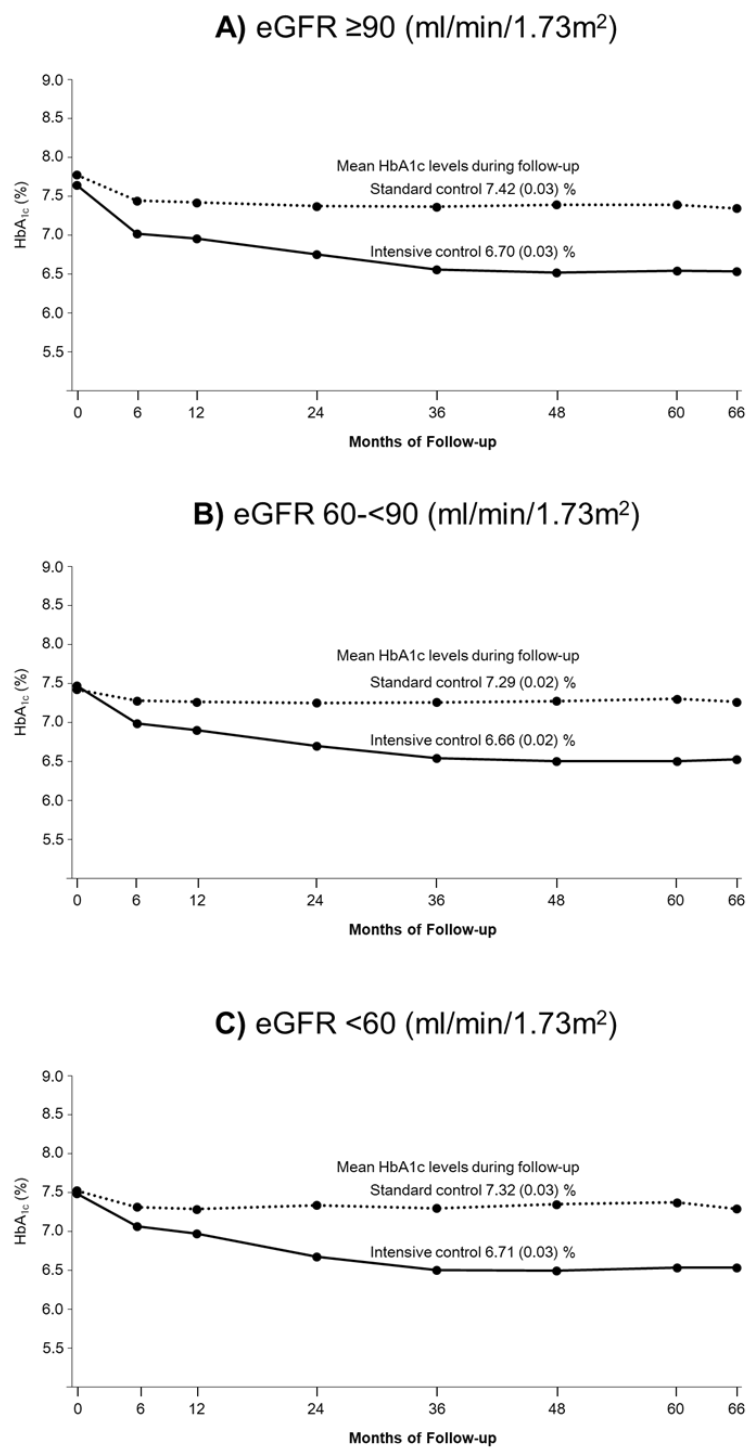 A) eGFR ≥90 (ml/min/1.73m²)
9.0
8.5
8.0
7.5
7.0
6.5
6.0
5.5
HbA1c (%)
Mean HbA1c levels during follow-up
Standard control 7.42 (0.03) %
Intensive control 6.70 (0.03) %
0 6 12 24 36 48 60 66
Months of Follow-up
B) eGFR 60-<90 (ml/min/1.73m²)
9.0
8.5
8.0
7.5
7.0
6.5
6.0
5.5
HbA1c (%)
Mean HbA1c levels during follow-up
Standard control 7.29 (0.02) %
Intensive control 6.66 (0.02) %
0 6 12 24 36 48 60 66
Months of Follow-up
C) eGFR <60 (ml/min/1.73m²)
9.0
8.5
8.0
7.5
7.0
6.5
6.0
5.5
HbA1c (%)
Mean HbA1c levels during follow-up
Standard control 7.32 (0.03) %
Intensive control 6.71 (0.03) %
0 6 12 24 36 48 60 66
Months of Follow-up